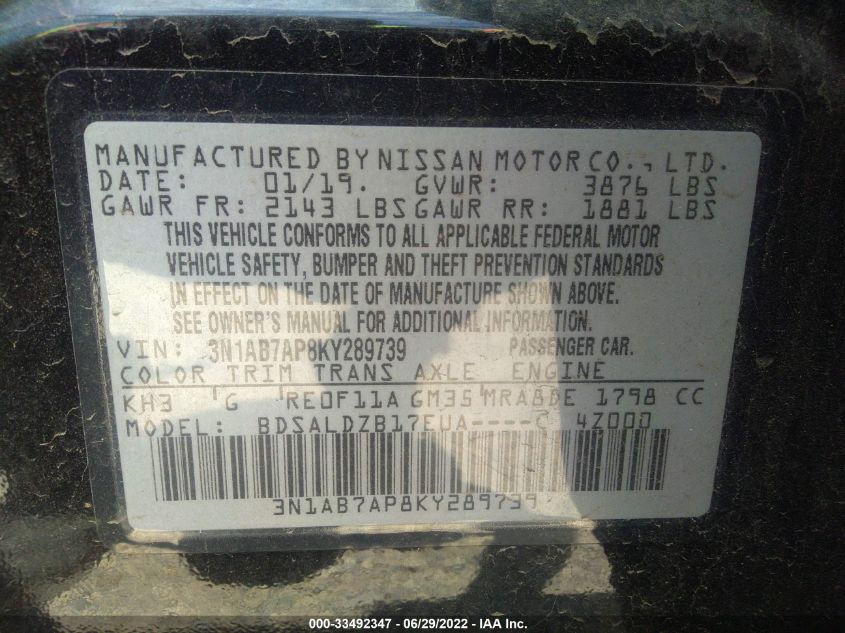 MANUFACTURED BY NISSAN MOTOR CO., LTD.
DATE: 01/19. GVWR: 3876 LBS
GAWR FR: 2143 LBS GAWR RR: 1881 LBS
THIS VEHICLE CONFORMS TO ALL APPLICABLE FEDERAL MOTOR
VEHICLE SAFETY, BUMPER AND THEFT PREVENTION STANDARDS
IN EFFECT ON THE DATE OF MANUFACTURE SHOWN ABOVE.
SEE OWNER'S MANUAL FOR ADDITIONAL INFORMATION
VIN: 3N1AB7AP8KY289739 PASSENGER CAR.
COLOR TRIM TRANS AXLE ENGINE
KH3 G RE0F11A GM35 MRA8DE 1798 CC
MODEL: BDSALDZB17EUA----C 4Z000
3N1AB7AP8KY289739
000-33492347 - 06/29/2022 - IAA Inc.